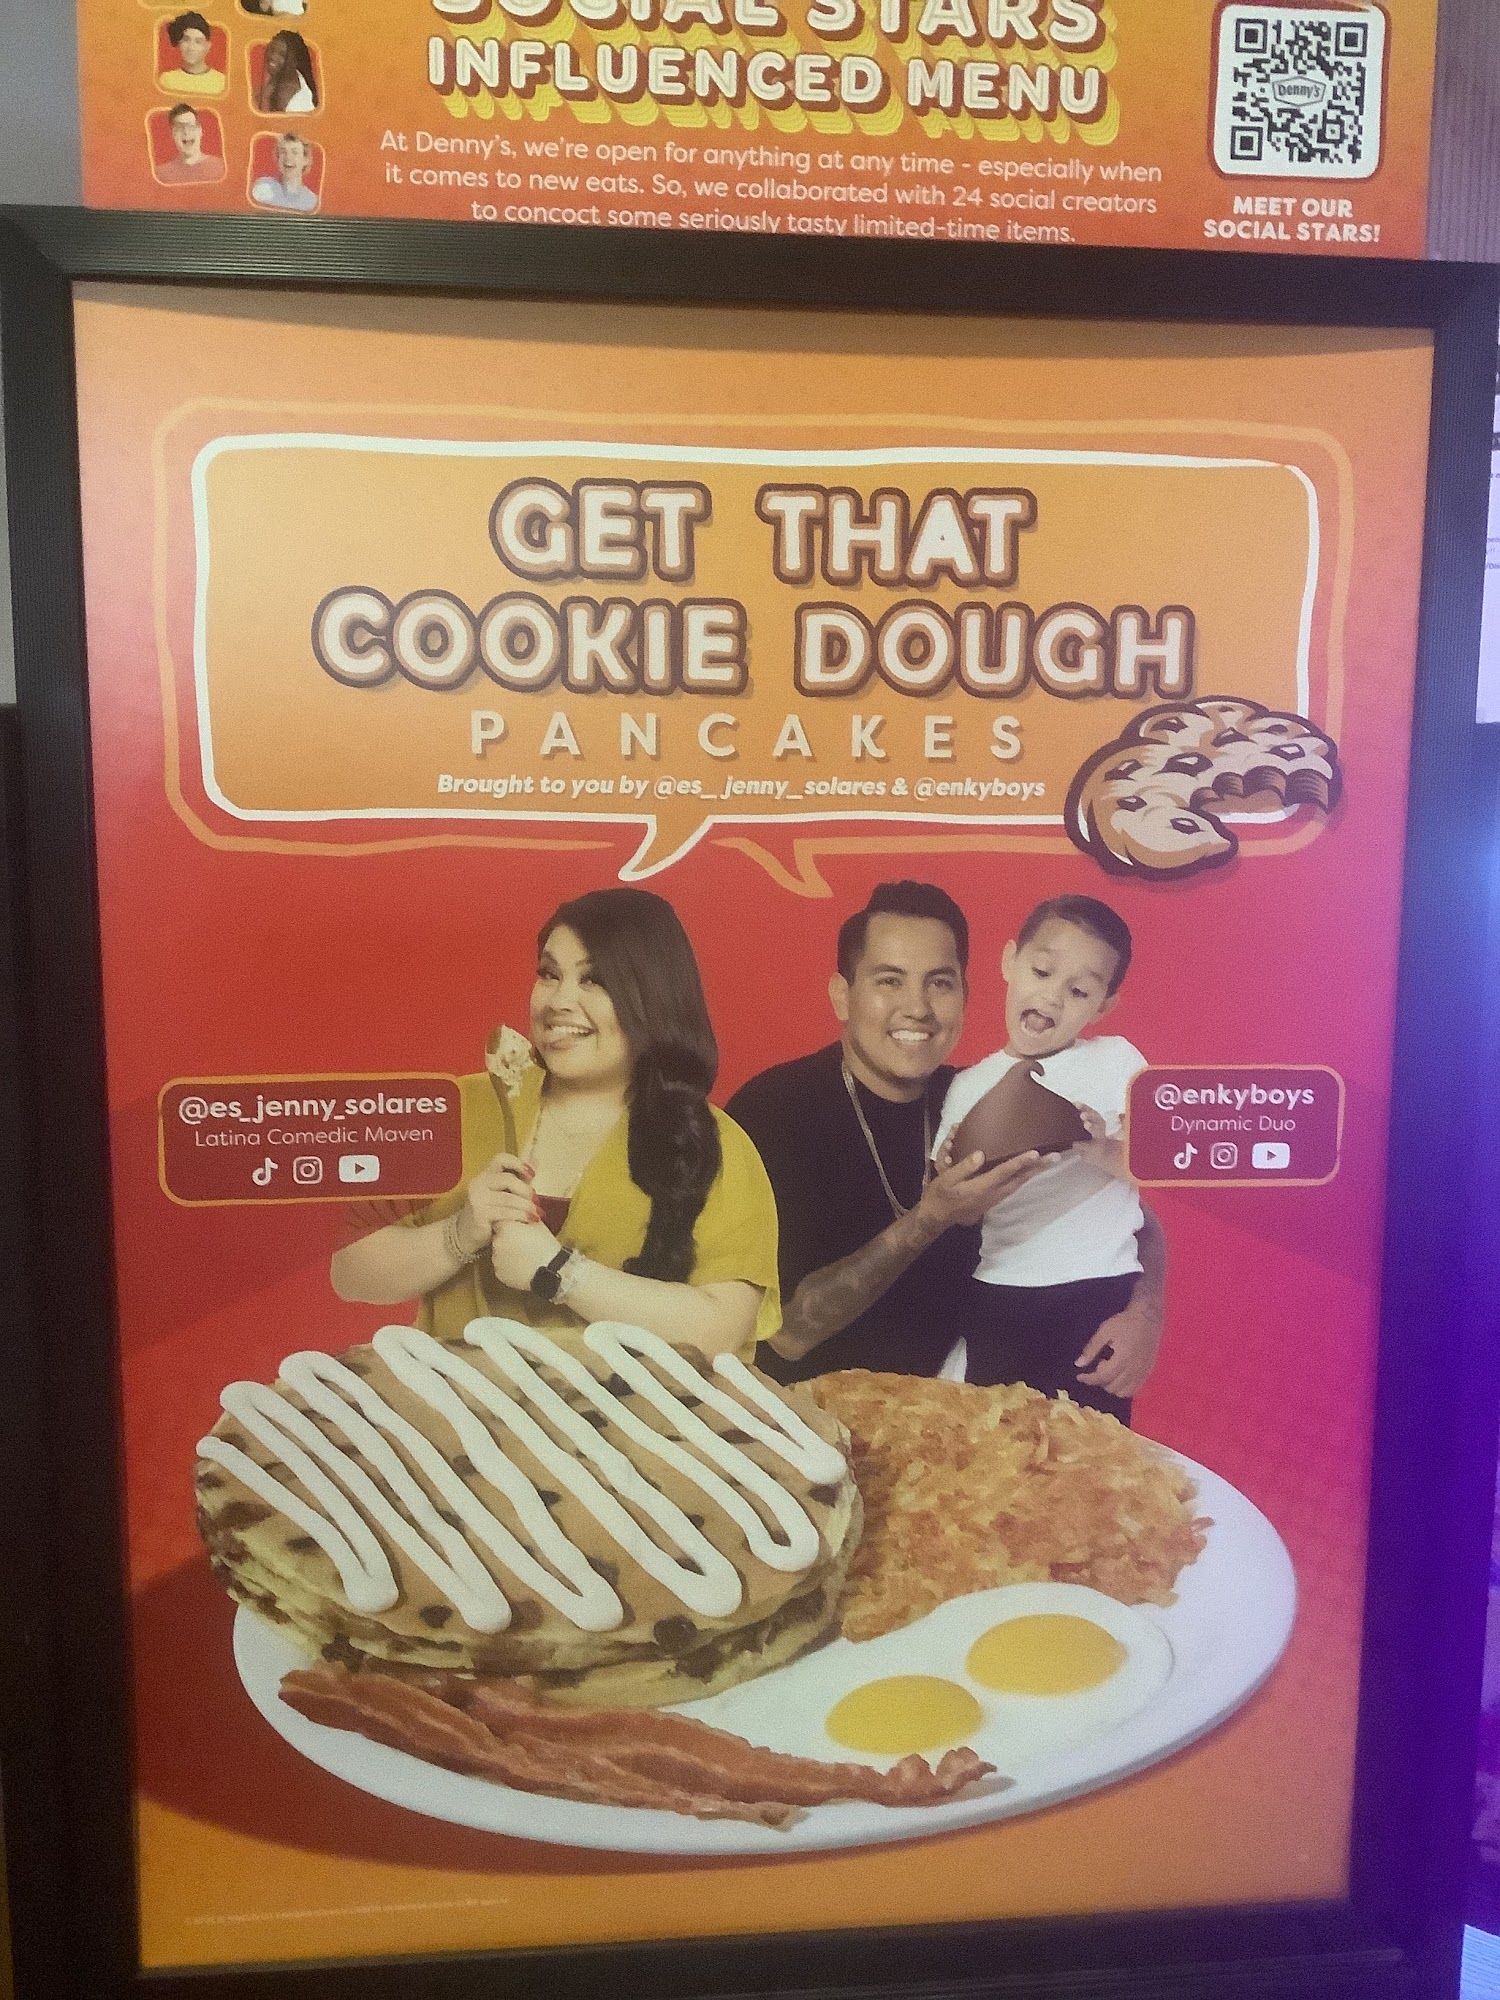 SOCIAL STARS
INFLUENCED MENU
At Denny's, we're open for anything at any time - especially when
it comes to new eats. So, we collaborated with 24 social creators
to concoct some seriously tasty limited-time items.
Denny's
MEET OUR
SOCIAL STARS!
GET THAT
COOKIE DOUGH
PANCAKES
Brought to you by @es_jenny_solares & @enkyboys
@es_jenny_solares
Latina Comedic Maven
@enkyboys
Dynamic Duo